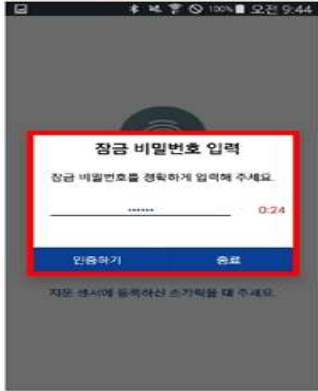 100% 오전 9:44
잠금 비밀번호 입력
잠금 비밀번호를 정확하게 입력해 주세요.
•••••• 0:24
인증하기 종료
지문 센서에 등록하신 손가락을 대 주세요.